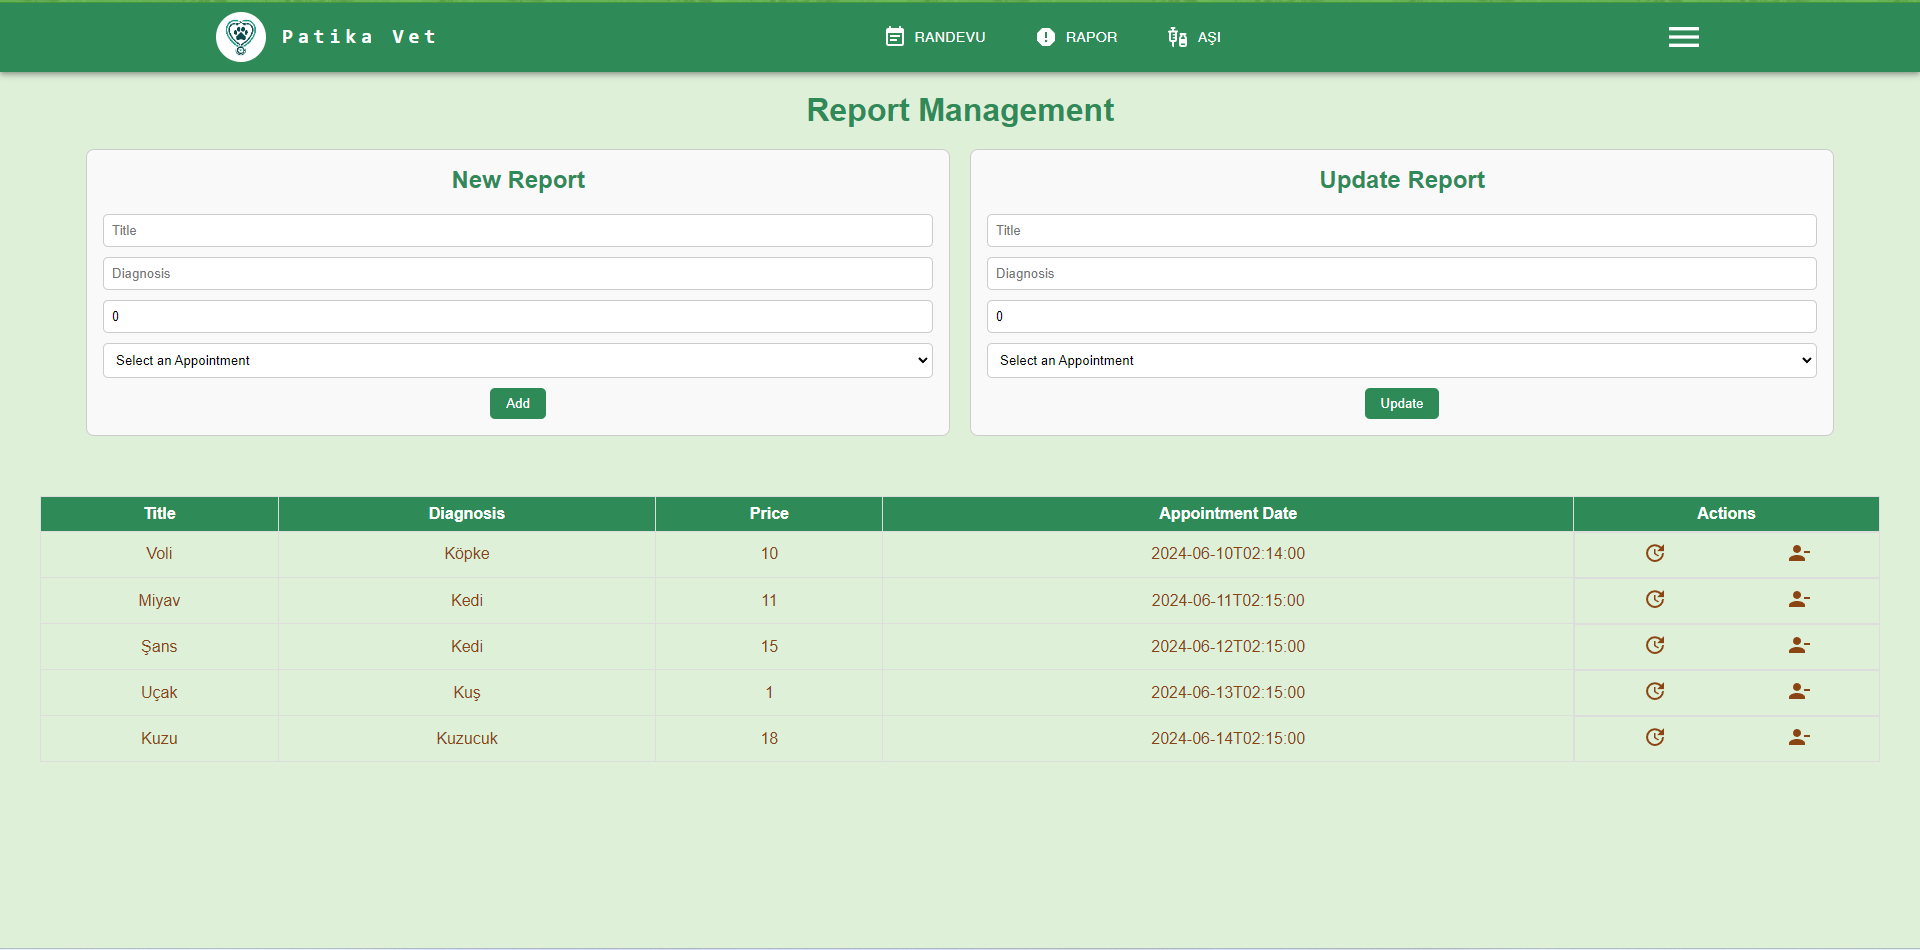 Patika Vet
RANDEVU RAPOR AŞI
Report Management
New Report
Title
Diagnosis
0
Select an Appointment
Add
Update Report
Title
Diagnosis
0
Select an Appointment
Update
Title Diagnosis Price Appointment Date Actions
Voli Köpke 10 2024-06-10T02:14:00
Miyav Kedi 11 2024-06-11T02:15:00
Şans Kedi 15 2024-06-12T02:15:00
Uçak Kuş 1 2024-06-13T02:15:00
Kuzu Kuzucuk 18 2024-06-14T02:15:00